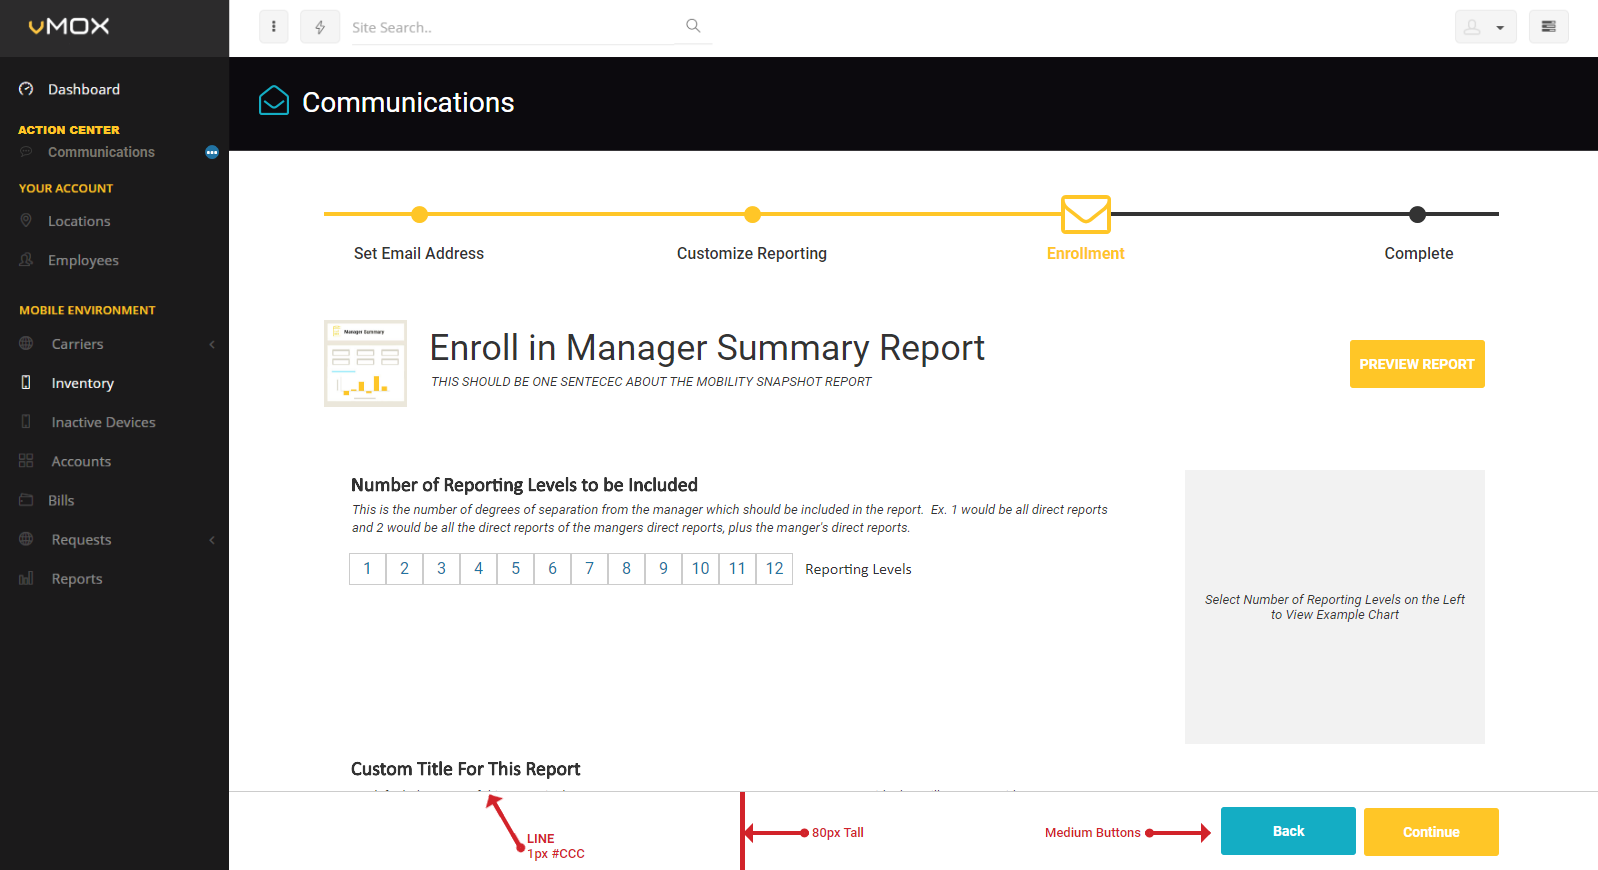 vMOX
Site Search..
Dashboard
ACTION CENTER
Communications
YOUR ACCOUNT
Locations
Employees
MOBILE ENVIRONMENT
Carriers
Inventory
Inactive Devices
Accounts
Bills
Requests
Reports
Communications
Set Email Address
Customize Reporting
Enrollment
Complete
Manager Summary
Enroll in Manager Summary Report
THIS SHOULD BE ONE SENTECEC ABOUT THE MOBILITY SNAPSHOT REPORT
PREVIEW REPORT
Number of Reporting Levels to be Included
This is the number of degrees of separation from the manager which should be included in the report. Ex. 1 would be all direct reports
and 2 would be all the direct reports of the mangers direct reports, plus the manger's direct reports.
1 2 3 4 5 6 7 8 9 10 11 12 Reporting Levels
Select Number of Reporting Levels on the Left
to View Example Chart
Custom Title For This Report
LINE
1px #CCC
80px Tall
Medium Buttons
Back
Continue